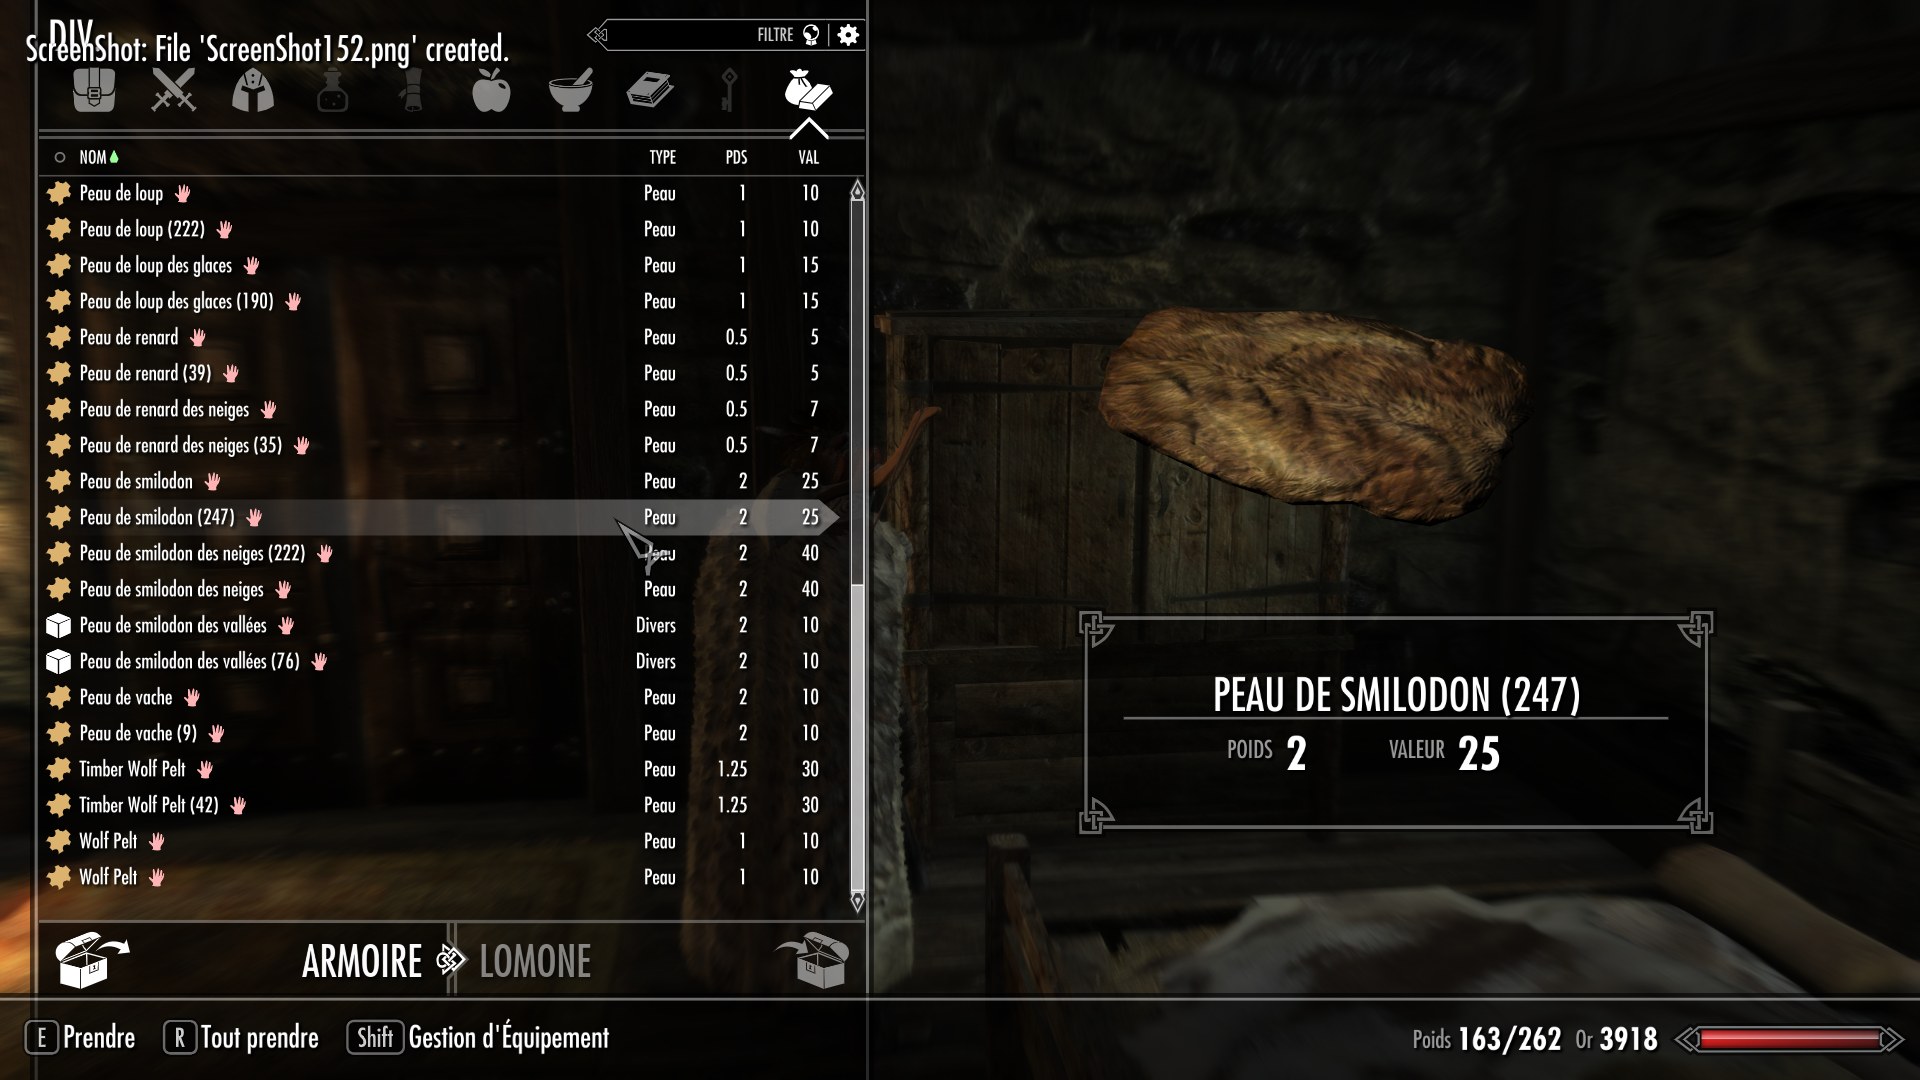 DIV.
ScreenShot: File 'ScreenShot152.png' created.
FILTRE
NOM TYPE PDS VAL
Peau de loup Peau 1 10
Peau de loup (222) Peau 1 10
Peau de loup des glaces Peau 1 15
Peau de loup des glaces (190) Peau 1 15
Peau de renard Peau 0.5 5
Peau de renard (39) Peau 0.5 5
Peau de renard des neiges Peau 0.5 7
Peau de renard des neiges (35) Peau 0.5 7
Peau de smilodon Peau 2 25
Peau de smilodon (247) Peau 2 25
Peau de smilodon des neiges (222) Peau 2 40
Peau de smilodon des neiges Peau 2 40
Peau de smilodon des vallées Divers 2 10
Peau de smilodon des vallées (76) Divers 2 10
Peau de vache Peau 2 10
Peau de vache (9) Peau 2 10
Timber Wolf Pelt Peau 1.25 30
Timber Wolf Pelt (42) Peau 1.25 30
Wolf Pelt Peau 1 10
Wolf Pelt Peau 1 10
PEAU DE SMILODON (247)
POIDS 2 VALEUR 25
ARMOIRE LOMONE
E Prendre R Tout prendre Shift Gestion d'Équipement
Poids 163/262 Or 3918